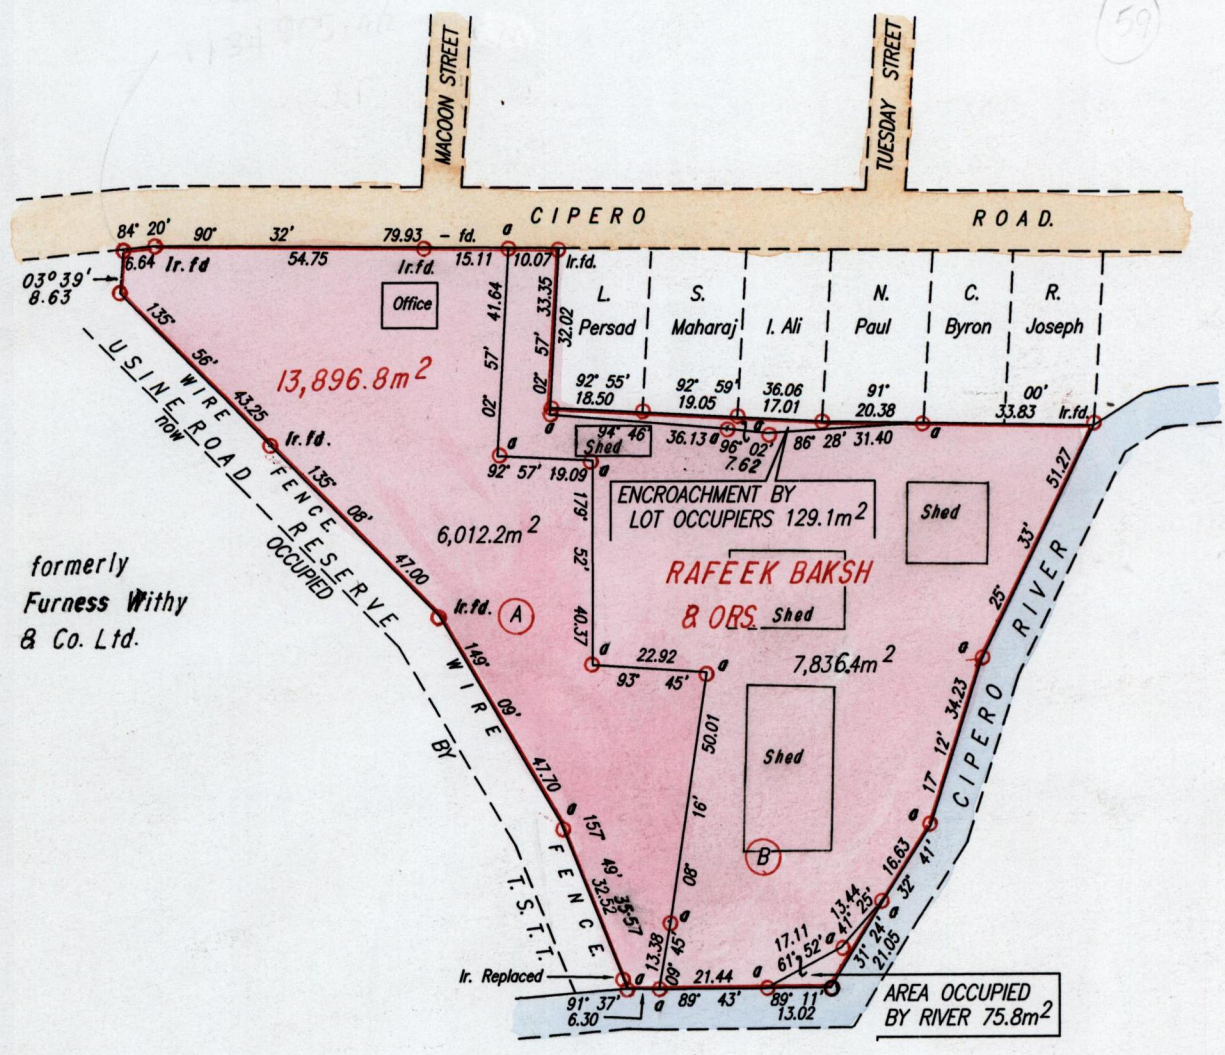 (59)
MACOON STREET
TUESDAY STREET
CIPERO ROAD.
84° 20' 90° 32' 79.93 - fd. a
6.64 Ir. fd 54.75 Ir.fd. 15.11 10.07 Ir.fd.
03° 39'
8.63
Office
41.64 57' 02°
33.35 57' 02°
32.02
L.
Persad
S.
Maharaj
I. Ali
N.
Paul
C.
Byron
R.
Joseph
92° 55'
18.50
92° 59'
19.05
36.06
17.01
91° 00'
20.38 33.83 Ir.fd.
a
94° 46' 36.13 a
96° 02' a
7.62
86° 28' 31.40 a
Shed
92° 57' 19.09 a
a
135° 56' 43.25
Ir. fd.
13,896.8m²
WIRE FENCE
USINE ROAD RESERVE
now OCCUPIED BY T.S.T.T.
135° 08' 47.00
Ir.fd.
6,012.2m²
A
179° 52' 40.37
ENCROACHMENT BY
LOT OCCUPIERS 129.1m²
Shed
RAFEEK BAKSH
& ORS.
Shed
7,836.4m²
51.27 33' 25°
CIPERO RIVER
formerly
Furness Withy
& Co. Ltd.
a 22.92 a
93° 45'
149° 09' 47.70
WIRE FENCE
a
34.23 12' 17°
a
50.01 16' 08°
Shed
B
a
157° 49' 32.52
35.57
16.63 41' 32°
a
13.44
41° 25'
31° 24'
21.05
a
13.38 45' 09°
17.11
61° 52' a
Ir. Replaced a
21.44 a
91° 37'
6.30
a
89° 43'
89° 11'
13.02
AREA OCCUPIED
BY RIVER 75.8m²